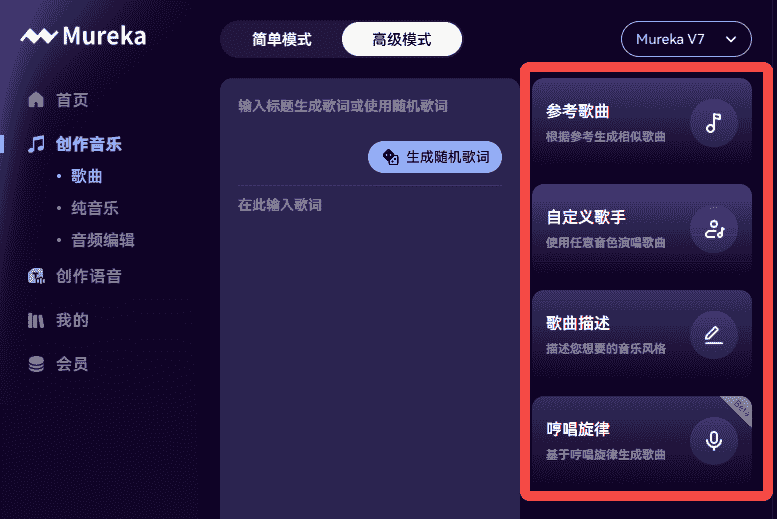 Mureka
简单模式
高级模式
Mureka V7
首页
创作音乐
歌曲
纯音乐
音频编辑
创作语音
我的
会员
输入标题生成歌词或使用随机歌词
生成随机歌词
在此输入歌词
参考歌曲
根据参考生成相似歌曲
自定义歌手
使用任意音色演唱歌曲
歌曲描述
描述您想要的音乐风格
Beta
哼唱旋律
基于哼唱旋律生成歌曲